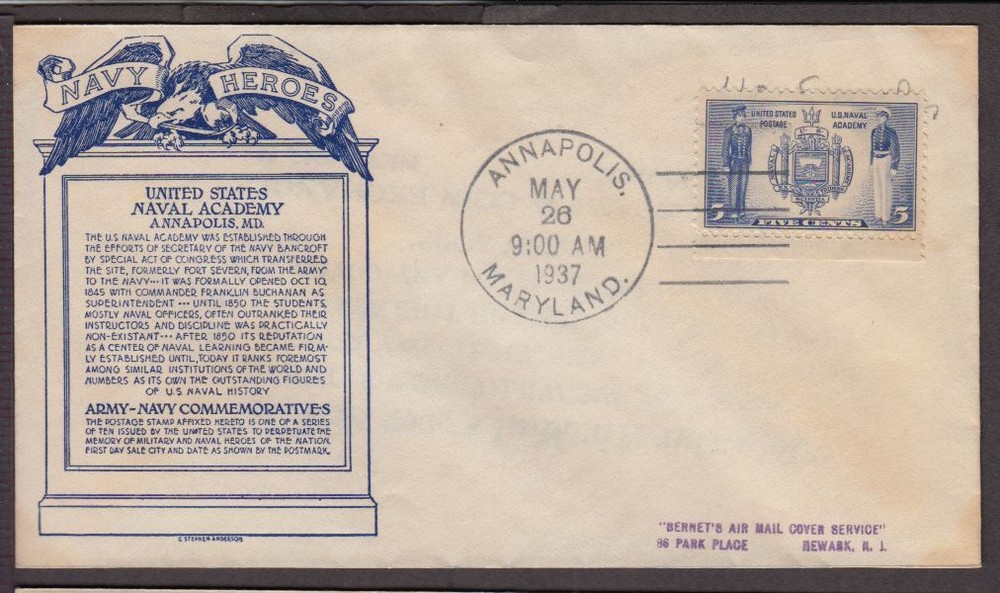 NAVY HEROES
UNITED STATES
NAVAL ACADEMY
ANNAPOLIS, MD.
THE U.S. NAVAL ACADEMY WAS ESTABLISHED THROUGH
THE EFFORTS OF SECRETARY OF THE NAVY BANCROFT
BY SPECIAL ACT OF CONGRESS WHICH TRANSFERRED
THE SITE, FORMERLY FORT SEVERN, FROM THE ARMY
TO THE NAVY··· IT WAS FORMALLY OPENED OCT 10,
1845 WITH COMMANDER FRANKLIN BUCHANAN AS
SUPERINTENDENT ··· UNTIL 1850 THE STUDENTS,
MOSTLY NAVAL OFFICERS, OFTEN OUTRANKED THEIR
INSTRUCTORS AND DISCIPLINE WAS PRACTICALLY
NON-EXISTANT··· AFTER 1850 ITS REPUTATION
AS A CENTER OF NAVAL LEARNING BECAME FIRM-
LY ESTABLISHED UNTIL, TODAY IT RANKS FOREMOST
AMONG SIMILAR INSTITUTIONS OF THE WORLD AND
NUMBERS AS ITS OWN THE OUTSTANDING FIGURES
OF U.S. NAVAL HISTORY
ARMY-NAVY COMMEMORATIVES
THE POSTAGE STAMP AFFIXED HERETO IS ONE OF A SERIES
OF TEN ISSUED BY THE UNITED STATES TO PERPETUATE THE
MEMORY OF MILITARY AND NAVAL HEROES OF THE NATION.
FIRST DAY SALE CITY AND DATE AS SHOWN BY THE POSTMARK.
C. STEPHEN ANDERSON
ANNAPOLIS,
MAY
26
9:00 AM
1937
MARYLAND.
UNITED STATES
POSTAGE
U.S. NAVAL
ACADEMY
5 FIVE CENTS 5
"BERNET'S AIR MAIL COVER SERVICE"
86 PARK PLACE NEWARK, N. J.